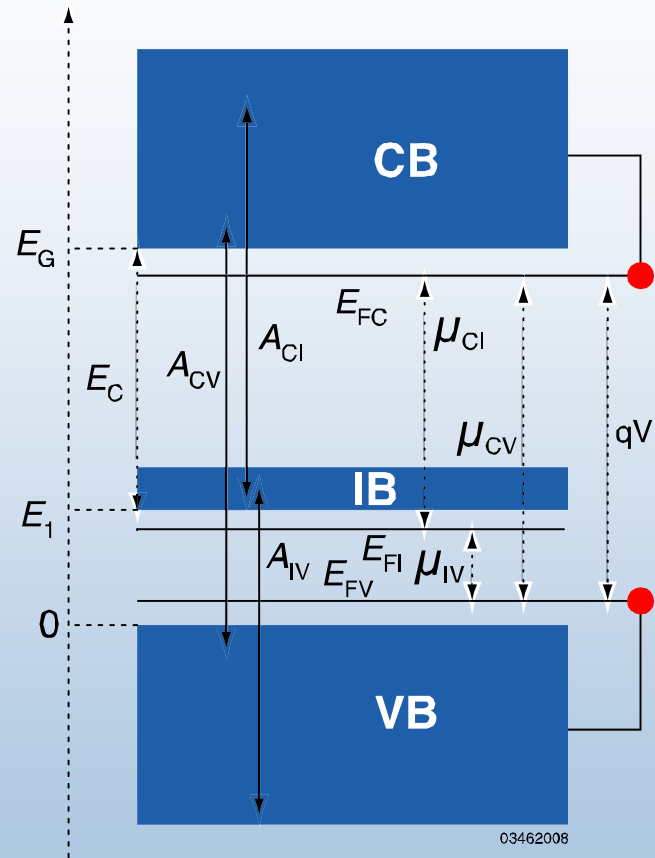 CB
E_G
E_FC
μ_CI
A_CI
A_CV
E_C
μ_CV
qV
IB
E_1
A_IV
E_FI
μ_IV
E_FV
0
VB
03462008